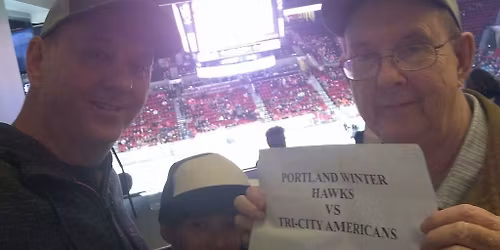 PORTLAND WINTER
HAWKS
VS
TRI-CITY AMERICANS